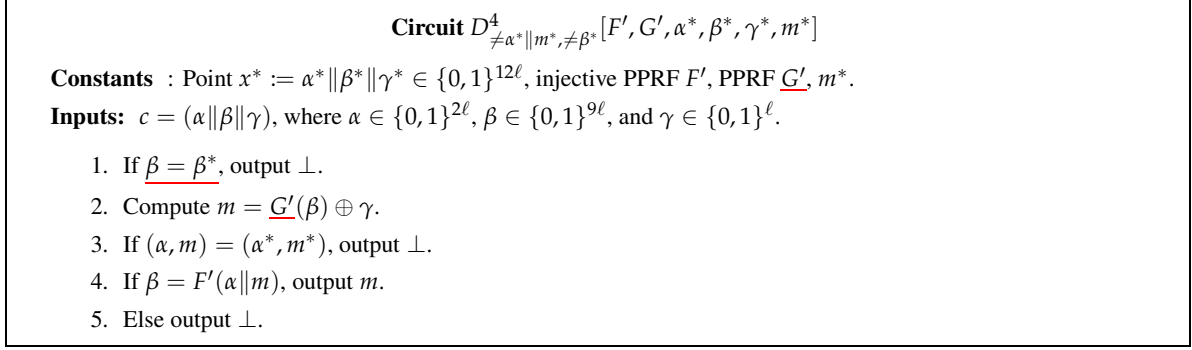 Circuit D⁴_{≠α*∥m*,≠β*}[F′, G′, α*, β*, γ*, m*]
Constants : Point x* := α*∥β*∥γ* ∈ {0, 1}^{12ℓ}, injective PPRF F′, PPRF G′, m*.
Inputs: c = (α∥β∥γ), where α ∈ {0, 1}^{2ℓ}, β ∈ {0, 1}^{9ℓ}, and γ ∈ {0, 1}^ℓ.
1. If β = β*, output ⊥.
2. Compute m = G′(β) ⊕ γ.
3. If (α, m) = (α*, m*), output ⊥.
4. If β = F′(α∥m), output m.
5. Else output ⊥.